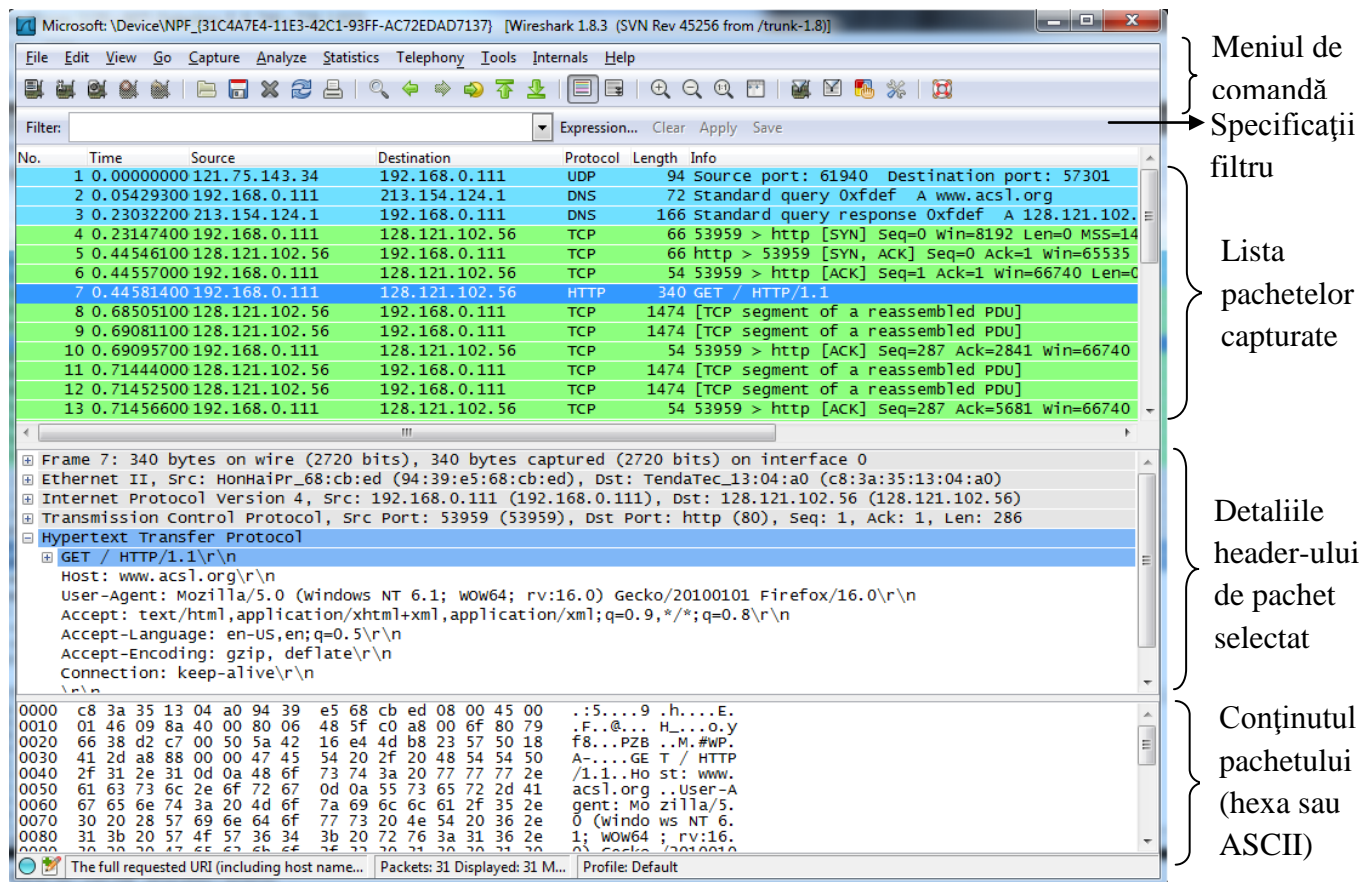 Microsoft: \Device\NPF_{31C4A7E4-11E3-42C1-93FF-AC72EDAD7137} [Wireshark 1.8.3 (SVN Rev 45256 from /trunk-1.8)]
File Edit View Go Capture Analyze Statistics Telephony Tools Internals Help
Filter: Expression... Clear Apply Save
No. Time Source Destination Protocol Length Info
1 0.00000000 121.75.143.34 192.168.0.111 UDP 94 Source port: 61940 Destination port: 57301
2 0.05429300 192.168.0.111 213.154.124.1 DNS 72 Standard query 0xfdef A www.acsl.org
3 0.23032200 213.154.124.1 192.168.0.111 DNS 166 Standard query response 0xfdef A 128.121.102.
4 0.23147400 192.168.0.111 128.121.102.56 TCP 66 53959 > http [SYN] Seq=0 Win=8192 Len=0 MSS=14
5 0.44546100 128.121.102.56 192.168.0.111 TCP 66 http > 53959 [SYN, ACK] Seq=0 Ack=1 Win=65535
6 0.44557000 192.168.0.111 128.121.102.56 TCP 54 53959 > http [ACK] Seq=1 Ack=1 Win=66740 Len=0
7 0.44581400 192.168.0.111 128.121.102.56 HTTP 340 GET / HTTP/1.1
8 0.68505100 128.121.102.56 192.168.0.111 TCP 1474 [TCP segment of a reassembled PDU]
9 0.69081100 128.121.102.56 192.168.0.111 TCP 1474 [TCP segment of a reassembled PDU]
10 0.69095700 192.168.0.111 128.121.102.56 TCP 54 53959 > http [ACK] Seq=287 Ack=2841 Win=66740
11 0.71444000 128.121.102.56 192.168.0.111 TCP 1474 [TCP segment of a reassembled PDU]
12 0.71452500 128.121.102.56 192.168.0.111 TCP 1474 [TCP segment of a reassembled PDU]
13 0.71456600 192.168.0.111 128.121.102.56 TCP 54 53959 > http [ACK] Seq=287 Ack=5681 Win=66740
Frame 7: 340 bytes on wire (2720 bits), 340 bytes captured (2720 bits) on interface 0
Ethernet II, Src: HonHaiPr_68:cb:ed (94:39:e5:68:cb:ed), Dst: TendaTec_13:04:a0 (c8:3a:35:13:04:a0)
Internet Protocol Version 4, Src: 192.168.0.111 (192.168.0.111), Dst: 128.121.102.56 (128.121.102.56)
Transmission Control Protocol, Src Port: 53959 (53959), Dst Port: http (80), Seq: 1, Ack: 1, Len: 286
Hypertext Transfer Protocol
GET / HTTP/1.1\r\n
Host: www.acsl.org\r\n
User-Agent: Mozilla/5.0 (Windows NT 6.1; WOW64; rv:16.0) Gecko/20100101 Firefox/16.0\r\n
Accept: text/html,application/xhtml+xml,application/xml;q=0.9,*/*;q=0.8\r\n
Accept-Language: en-US,en;q=0.5\r\n
Accept-Encoding: gzip, deflate\r\n
Connection: keep-alive\r\n
\r\n
0000 c8 3a 35 13 04 a0 94 39 e5 68 cb ed 08 00 45 00 .:5....9 .h....E.
0010 01 46 09 8a 40 00 80 06 48 5f c0 a8 00 6f 80 79 .F..@... H_...o.y
0020 66 38 d2 c7 00 50 5a 42 16 e4 4d b8 23 57 50 18 f8...PZB ..M.#WP.
0030 41 2d a8 88 00 00 47 45 54 20 2f 20 48 54 54 50 A-....GE T / HTTP
0040 2f 31 2e 31 0d 0a 48 6f 73 74 3a 20 77 77 77 2e /1.1..Ho st: www.
0050 61 63 73 6c 2e 6f 72 67 0d 0a 55 73 65 72 2d 41 acsl.org ..User-A
0060 67 65 6e 74 3a 20 4d 6f 7a 69 6c 6c 61 2f 35 2e gent: Mo zilla/5.
0070 30 20 28 57 69 6e 64 6f 77 73 20 4e 54 20 36 2e 0 (Windo ws NT 6.
0080 31 3b 20 57 4f 57 36 34 3b 20 72 76 3a 31 36 2e 1; WOW64 ; rv:16.
The full requested URI (including host name... Packets: 31 Displayed: 31 M... Profile: Default
Meniul de
comandă
Specificaţii
filtru
Lista
pachetelor
capturate
Detaliile
header-ului
de pachet
selectat
Conţinutul
pachetului
(hexa sau
ASCII)